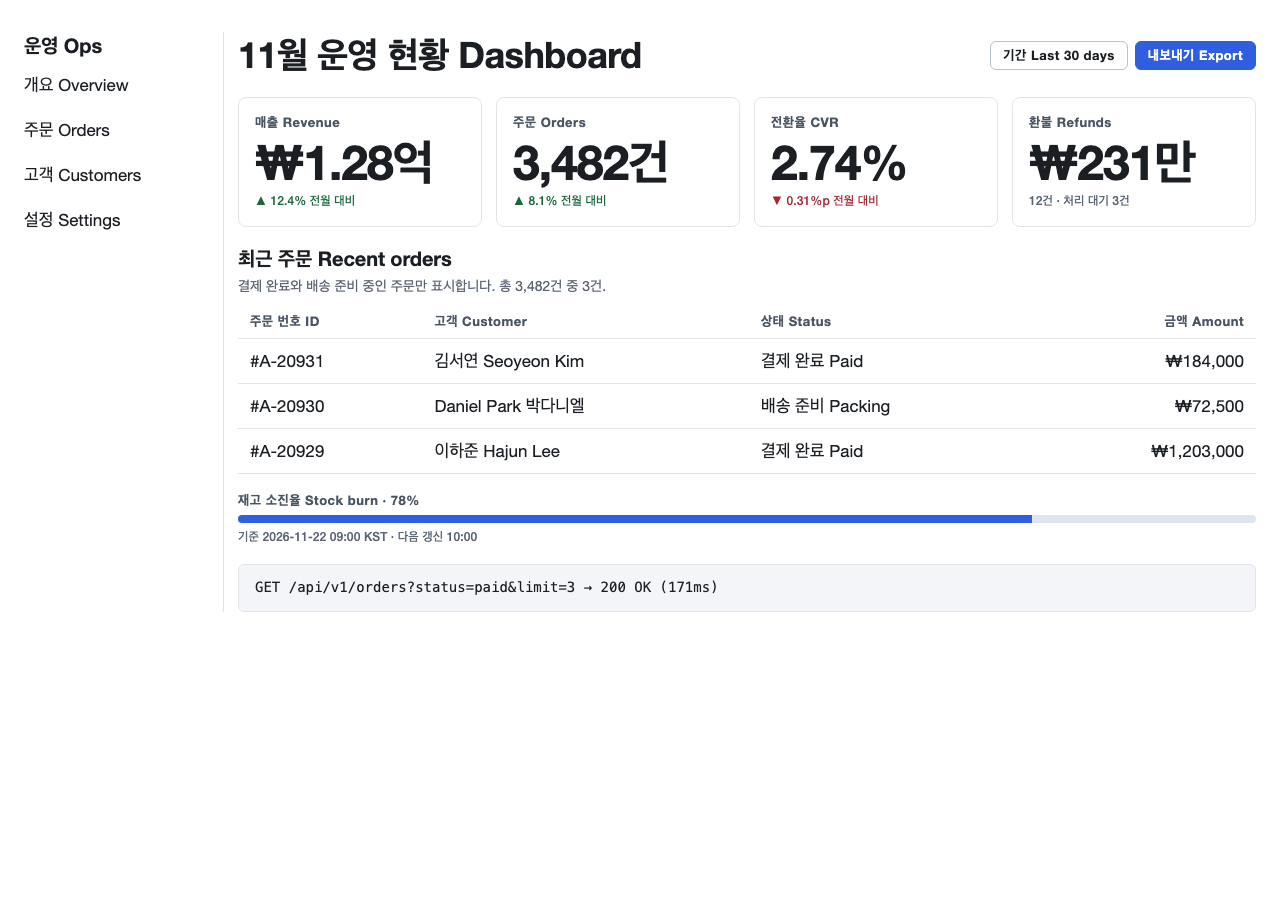 운영 Ops
개요 Overview
주문 Orders
고객 Customers
설정 Settings
11월 운영 현황 Dashboard
기간 Last 30 days
내보내기 Export
매출 Revenue
₩1.28억
▲ 12.4% 전월 대비
주문 Orders
3,482건
▲ 8.1% 전월 대비
전환율 CVR
2.74%
▼ 0.31%p 전월 대비
환불 Refunds
₩231만
12건 · 처리 대기 3건
최근 주문 Recent orders
결제 완료와 배송 준비 중인 주문만 표시합니다. 총 3,482건 중 3건.
주문 번호 ID 고객 Customer 상태 Status 금액 Amount
#A-20931 김서연 Seoyeon Kim 결제 완료 Paid ₩184,000
#A-20930 Daniel Park 박다니엘 배송 준비 Packing ₩72,500
#A-20929 이하준 Hajun Lee 결제 완료 Paid ₩1,203,000
재고 소진율 Stock burn · 78%
기준 2026-11-22 09:00 KST · 다음 갱신 10:00
GET /api/v1/orders?status=paid&limit=3 → 200 OK (171ms)